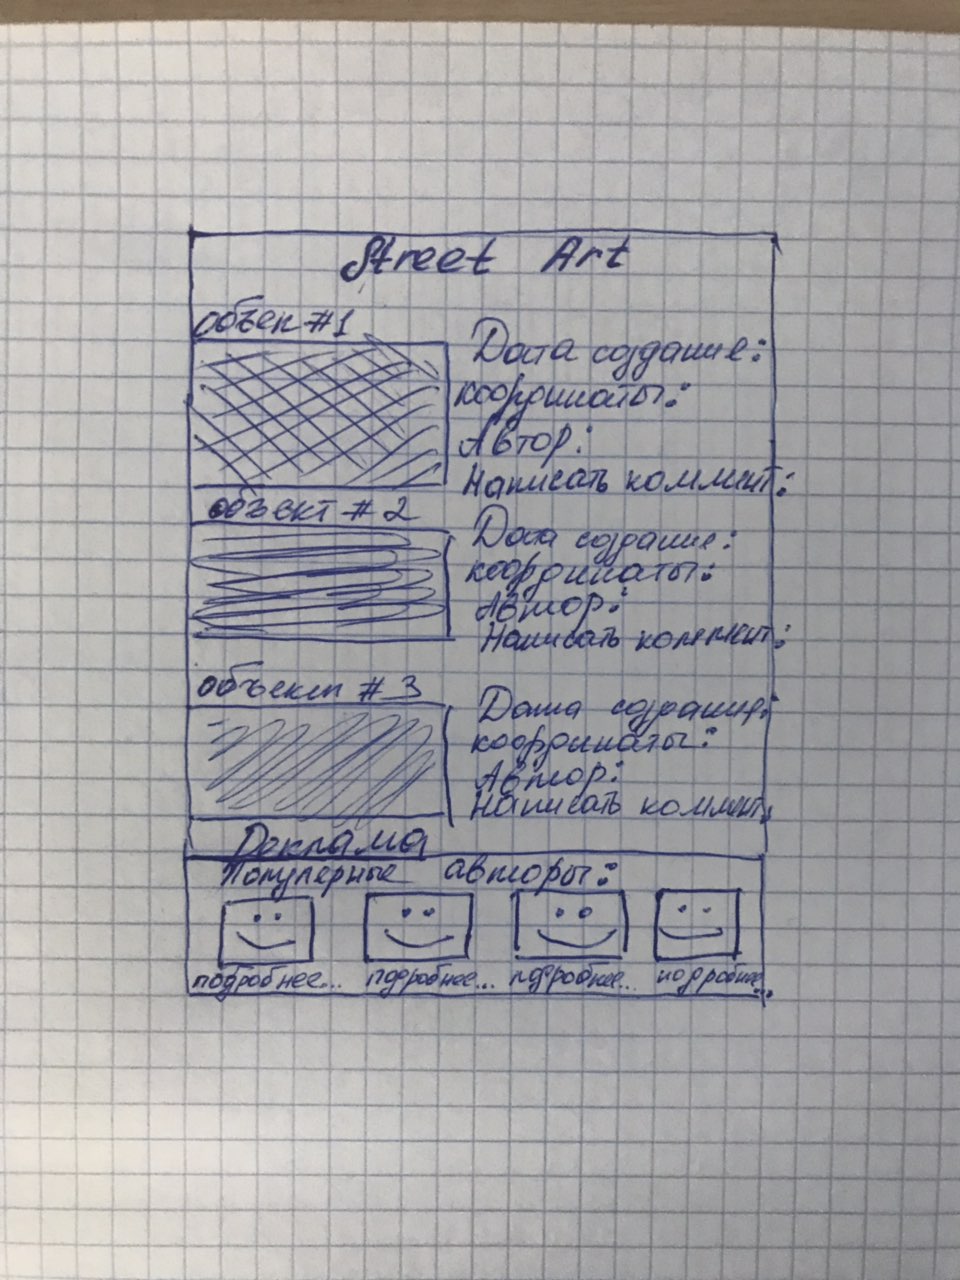 Street Art
объек #1
Дата создание:
координаты:
Автор:
Написать коммент:
объект #2
Дата создание:
координаты:
Автор:
Написать коммент:
объект #3
Дата создание:
координаты:
Автор:
Написать коммент:
Реклама
Популярные авторы:
подробнее... подробнее... подробнее... подробнее...